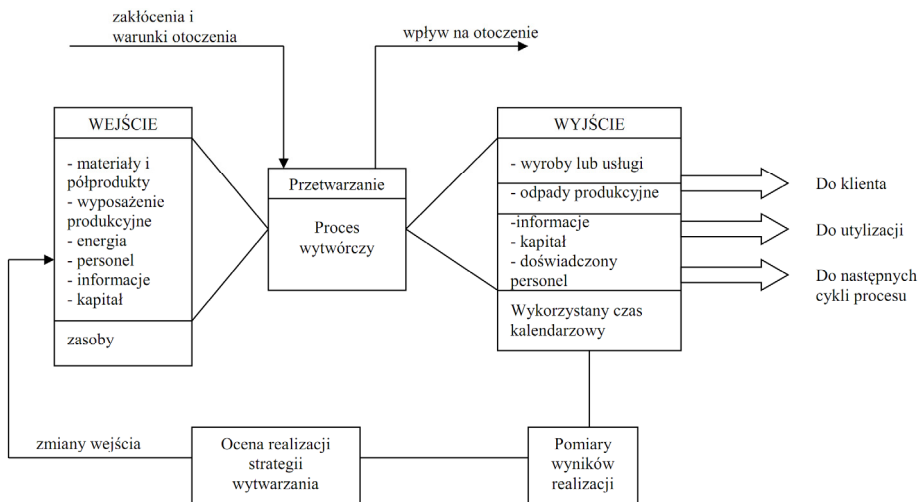 zakłócenia i
warunki otoczenia
wpływ na otoczenie
WEJŚCIE
- materiały i
półprodukty
- wyposażenie
produkcyjne
- energia
- personel
- informacje
- kapitał
zasoby
Przetwarzanie
Proces
wytwórczy
WYJŚCIE
- wyroby lub usługi
- odpady produkcyjne
-informacje
- kapitał
- doświadczony
personel
Wykorzystany czas
kalendarzowy
Do klienta
Do utylizacji
Do następnych
cykli procesu
zmiany wejścia
Ocena realizacji
strategii
wytwarzania
Pomiary
wyników
realizacji